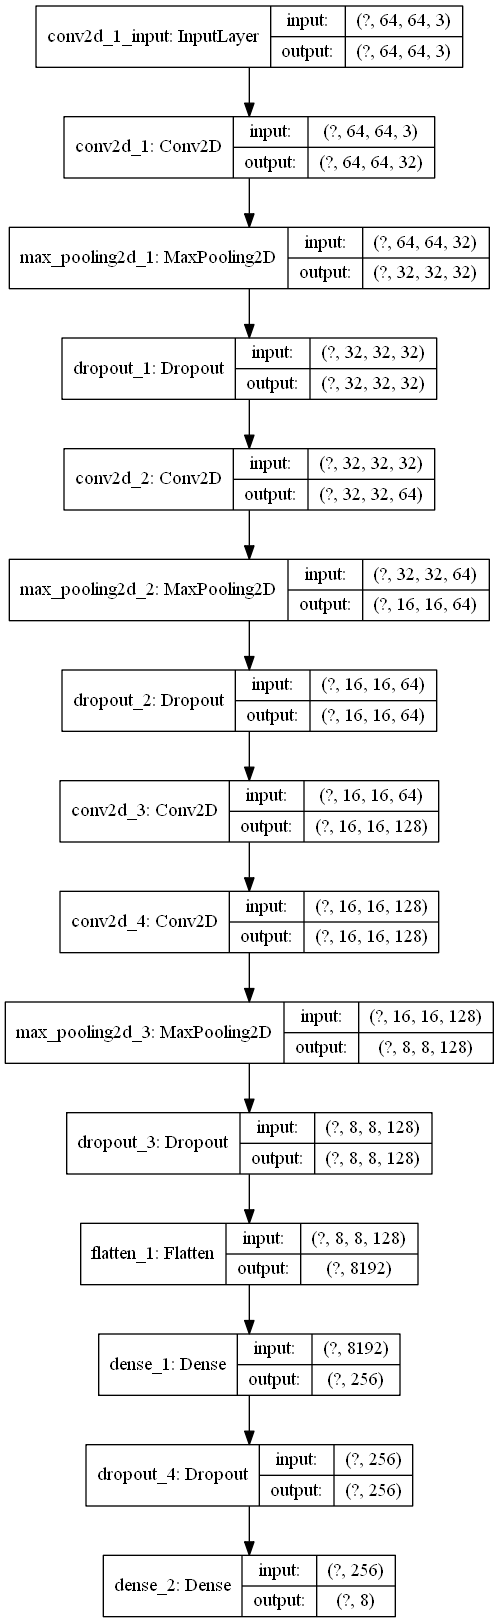 conv2d_1_input: InputLayer
input: (?, 64, 64, 3)
output: (?, 64, 64, 3)
conv2d_1: Conv2D
input: (?, 64, 64, 3)
output: (?, 64, 64, 32)
max_pooling2d_1: MaxPooling2D
input: (?, 64, 64, 32)
output: (?, 32, 32, 32)
dropout_1: Dropout
input: (?, 32, 32, 32)
output: (?, 32, 32, 32)
conv2d_2: Conv2D
input: (?, 32, 32, 32)
output: (?, 32, 32, 64)
max_pooling2d_2: MaxPooling2D
input: (?, 32, 32, 64)
output: (?, 16, 16, 64)
dropout_2: Dropout
input: (?, 16, 16, 64)
output: (?, 16, 16, 64)
conv2d_3: Conv2D
input: (?, 16, 16, 64)
output: (?, 16, 16, 128)
conv2d_4: Conv2D
input: (?, 16, 16, 128)
output: (?, 16, 16, 128)
max_pooling2d_3: MaxPooling2D
input: (?, 16, 16, 128)
output: (?, 8, 8, 128)
dropout_3: Dropout
input: (?, 8, 8, 128)
output: (?, 8, 8, 128)
flatten_1: Flatten
input: (?, 8, 8, 128)
output: (?, 8192)
dense_1: Dense
input: (?, 8192)
output: (?, 256)
dropout_4: Dropout
input: (?, 256)
output: (?, 256)
dense_2: Dense
input: (?, 256)
output: (?, 8)